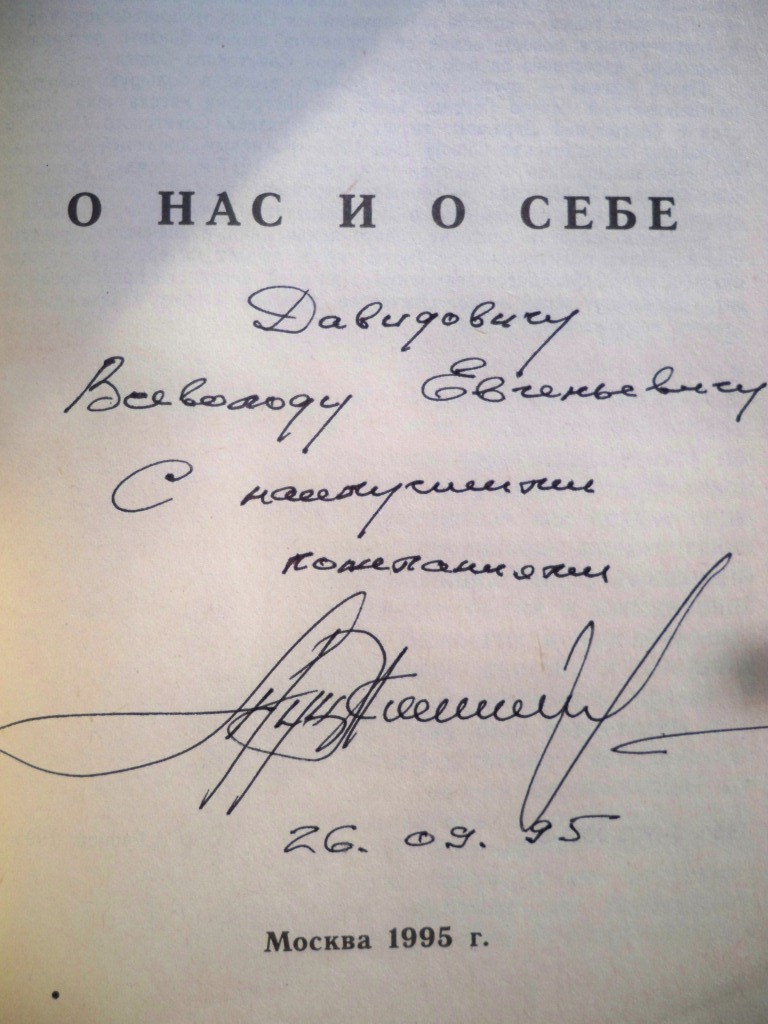 О НАС И О СЕБЕ
Давидовичу
Всеволоду Евгеньевичу
С наилучшими
пожеланиями
26. 09. 95
Москва 1995 г.